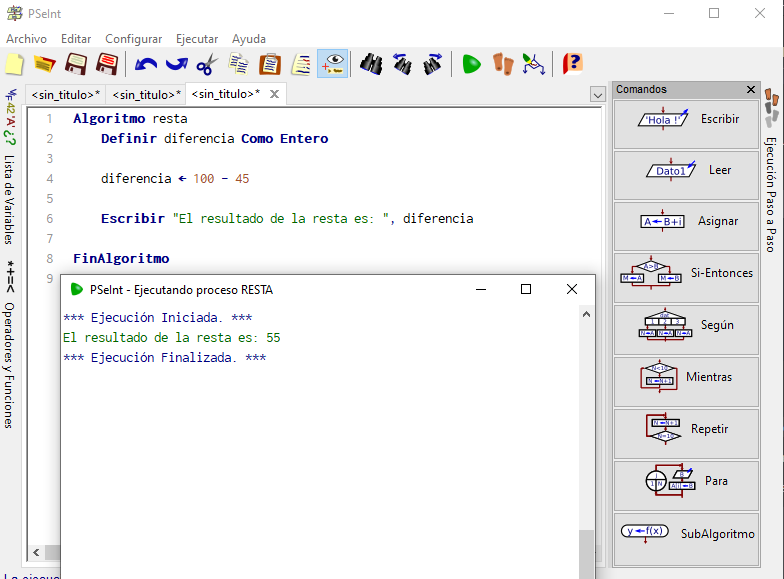 PSeInt
Archivo Editar Configurar Ejecutar Ayuda
<sin_titulo>* <sin_titulo>* <sin_titulo>*
Lista de Variables
*+=< Operadores y Funciones
1 Algoritmo resta
2 Definir diferencia Como Entero
3
4 diferencia ← 100 - 45
5
6 Escribir "El resultado de la resta es: ", diferencia
7
8 FinAlgoritmo
9
PSeInt - Ejecutando proceso RESTA
*** Ejecución Iniciada. ***
El resultado de la resta es: 55
*** Ejecución Finalizada. ***
Comandos
'Hola !' Escribir
Dato1 Leer
A←B+i Asignar
A>B M←A M←B Si-Entonces
Según
N<10 N←N+1 Mientras
N←N+1 N=10 Repetir
Para
y←f(x) SubAlgoritmo
Ejecución Paso a Paso